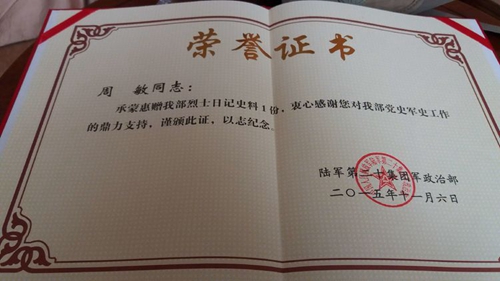 荣誉证书
周 敏同志：
承蒙惠赠我部烈士日记史料1份，衷心感谢您对我部党史军史工作
的鼎力支持，谨颁此证，以志纪念。
陆军第二十集团军政治部
二〇一五年十一月六日